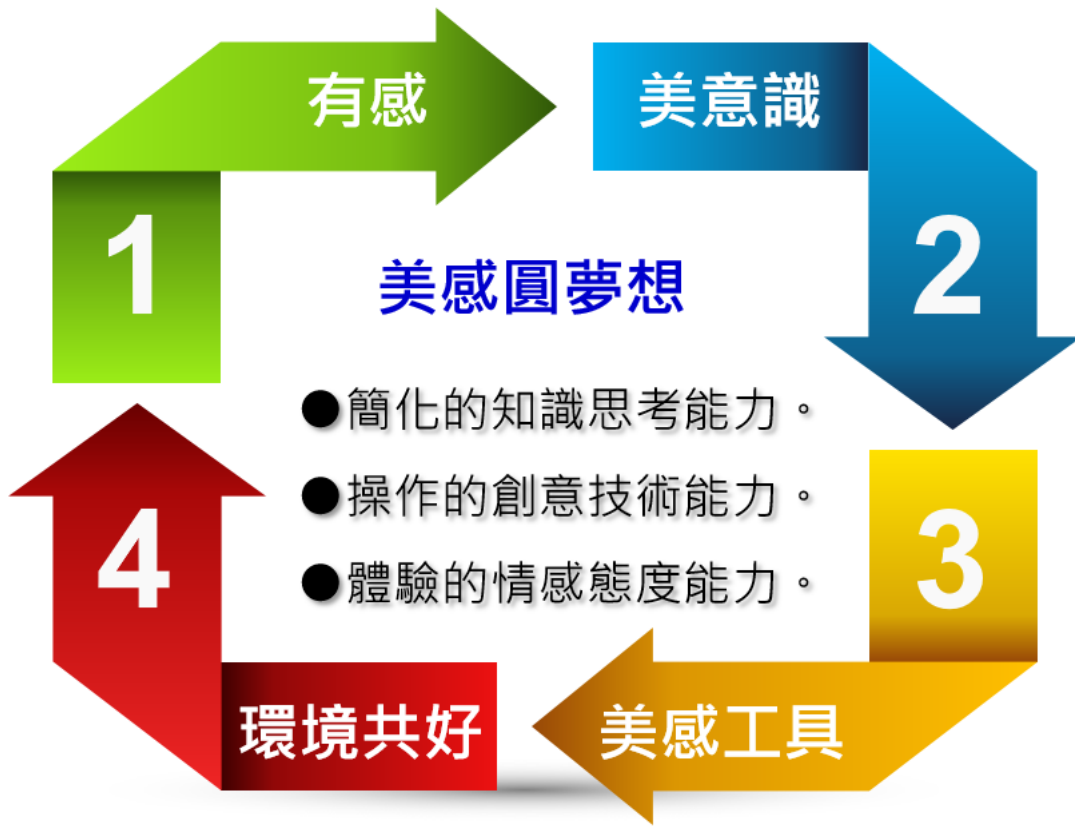 有感
美意識
1
2
美感圓夢想
●簡化的知識思考能力。
●操作的創意技術能力。
●體驗的情感態度能力。
4
3
環境共好
美感工具